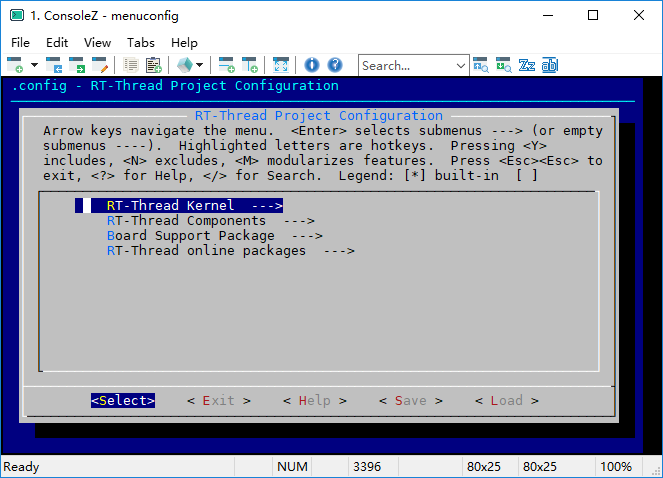 1. ConsoleZ - menuconfig
File Edit View Tabs Help
Search...
.config - RT-Thread Project Configuration
RT-Thread Project Configuration
Arrow keys navigate the menu. <Enter> selects submenus ---> (or empty
submenus ----). Highlighted letters are hotkeys. Pressing <Y>
includes, <N> excludes, <M> modularizes features. Press <Esc><Esc> to
exit, <?> for Help, </> for Search. Legend: [*] built-in [ ]
RT-Thread Kernel --->
RT-Thread Components --->
Board Support Package --->
RT-Thread online packages --->
<Select> < Exit > < Help > < Save > < Load >
Ready NUM 3396 80x25 80x25 100%